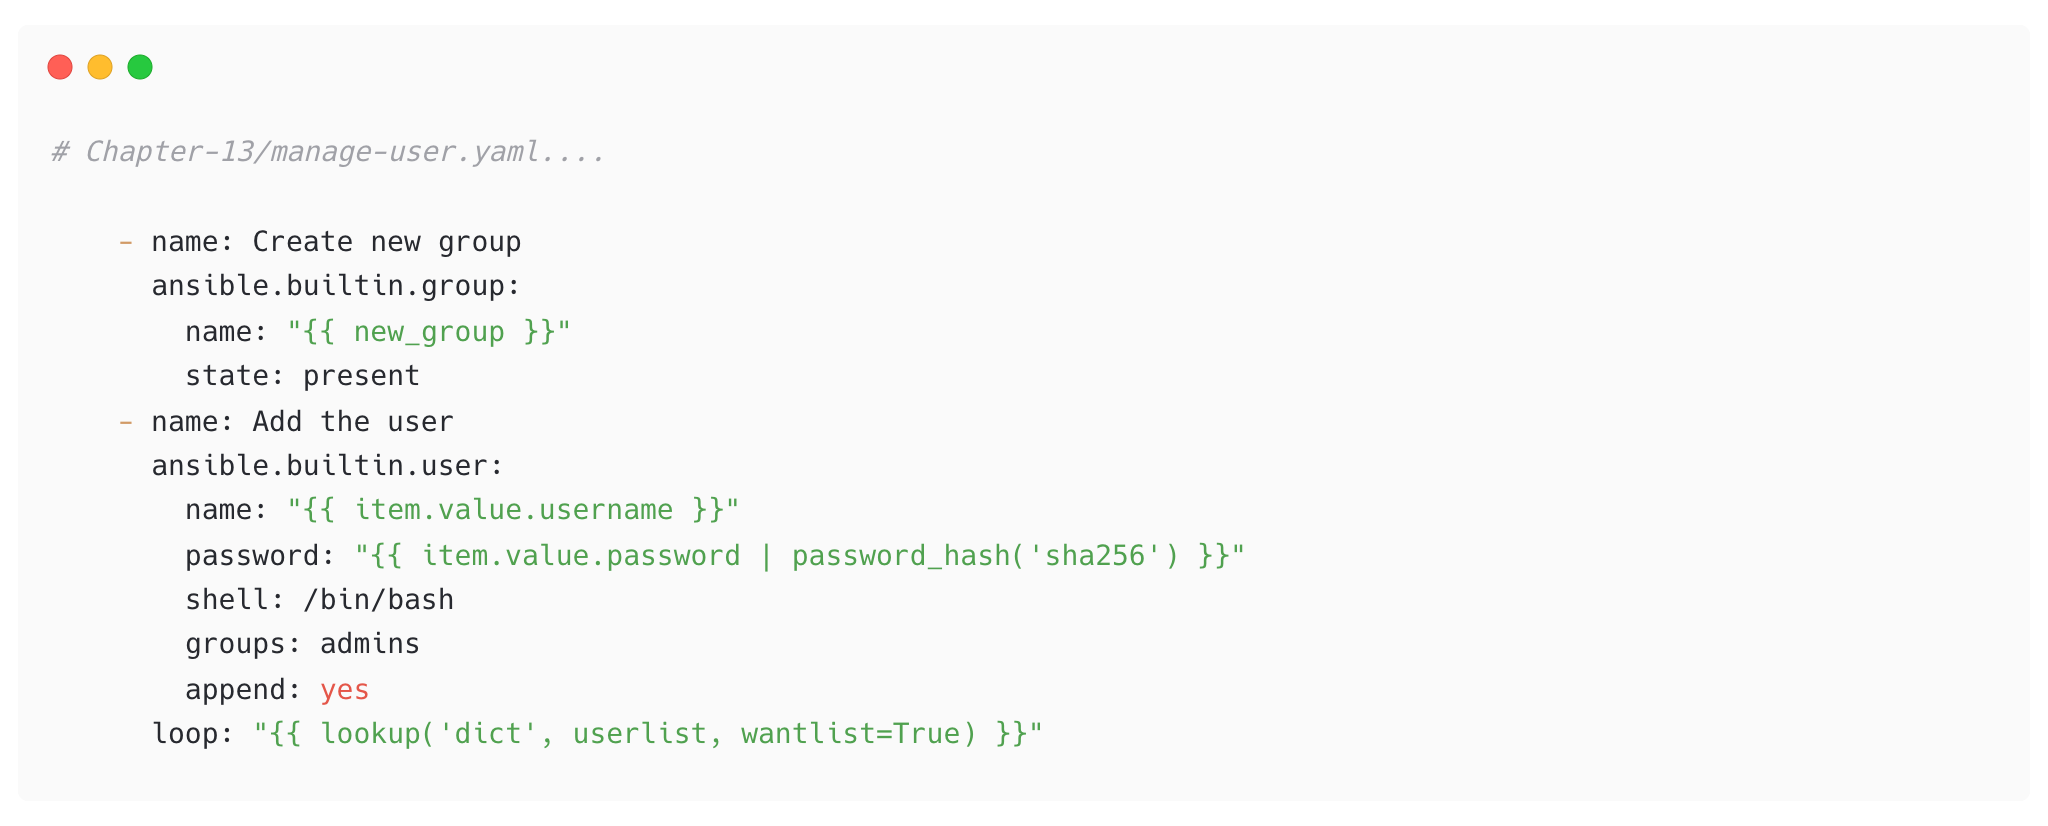 # Chapter-13/manage-user.yaml....
- name: Create new group
ansible.builtin.group:
name: "{{ new_group }}"
state: present
- name: Add the user
ansible.builtin.user:
name: "{{ item.value.username }}"
password: "{{ item.value.password | password_hash('sha256') }}"
shell: /bin/bash
groups: admins
append: yes
loop: "{{ lookup('dict', userlist, wantlist=True) }}"